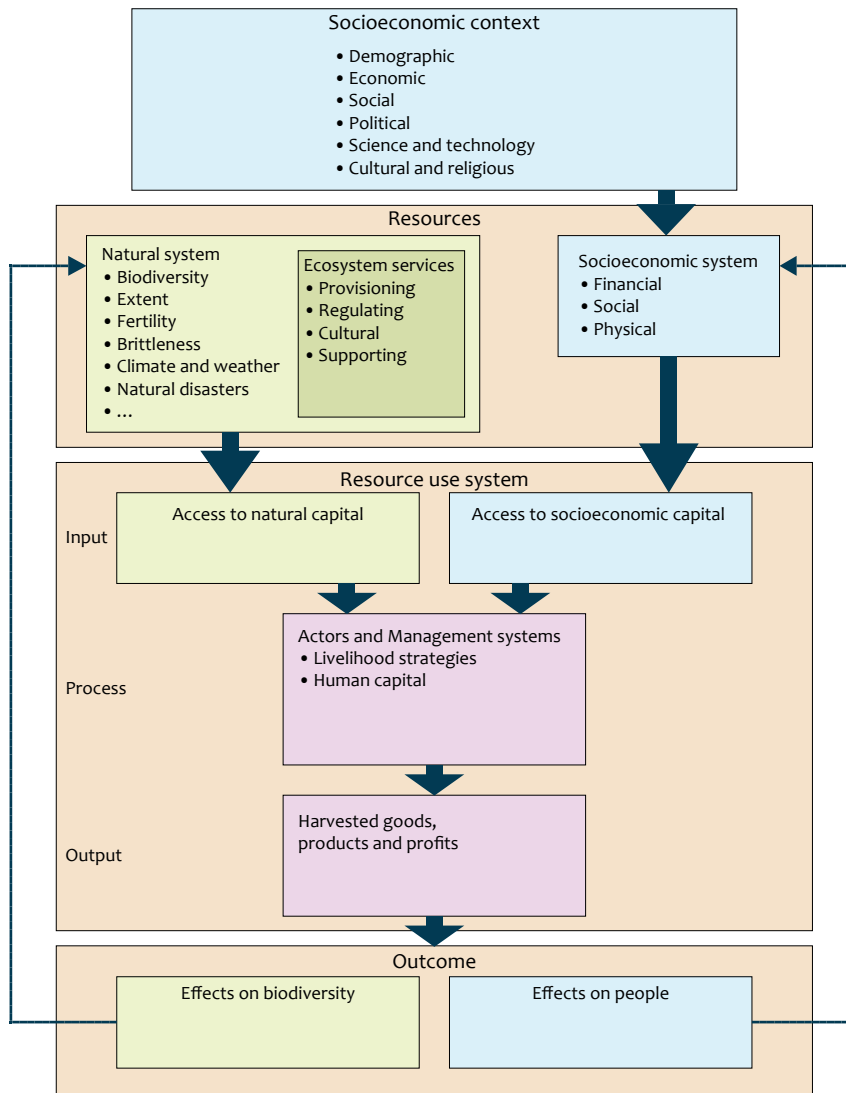 Socioeconomic context
• Demographic
• Economic
• Social
• Political
• Science and technology
• Cultural and religious
Resources
Natural system
• Biodiversity
• Extent
• Fertility
• Brittleness
• Climate and weather
• Natural disasters
• ...
Ecosystem services
• Provisioning
• Regulating
• Cultural
• Supporting
Socioeconomic system
• Financial
• Social
• Physical
Resource use system
Input
Access to natural capital
Access to socioeconomic capital
Process
Actors and Management systems
• Livelihood strategies
• Human capital
Output
Harvested goods,
products and profits
Outcome
Effects on biodiversity
Effects on people